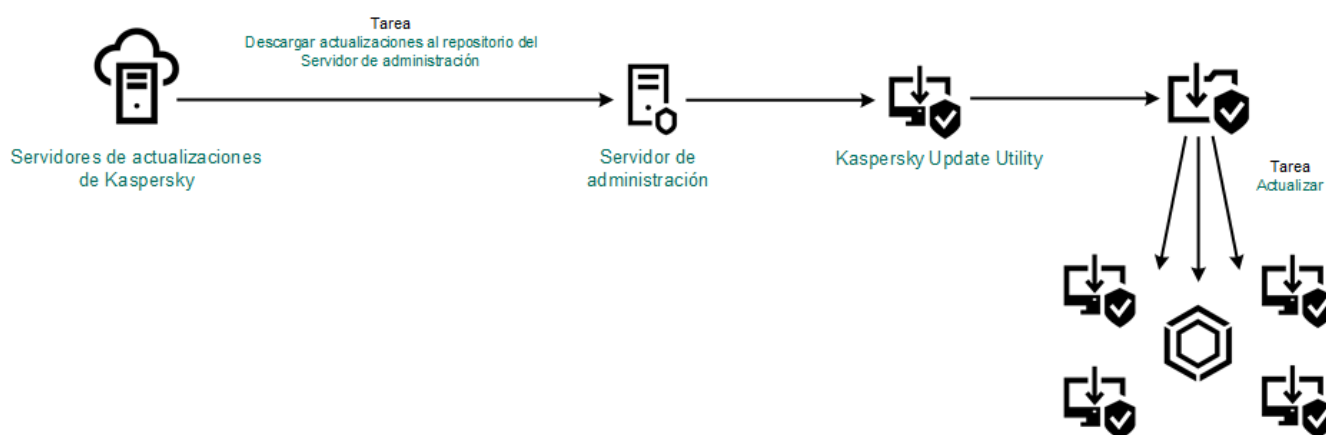 Tarea
Descargar actualizaciones al repositorio del
Servidor de administración
Servidores de actualizaciones
de Kaspersky
Servidor de
administración
Kaspersky Update Utility
Tarea
Actualizar